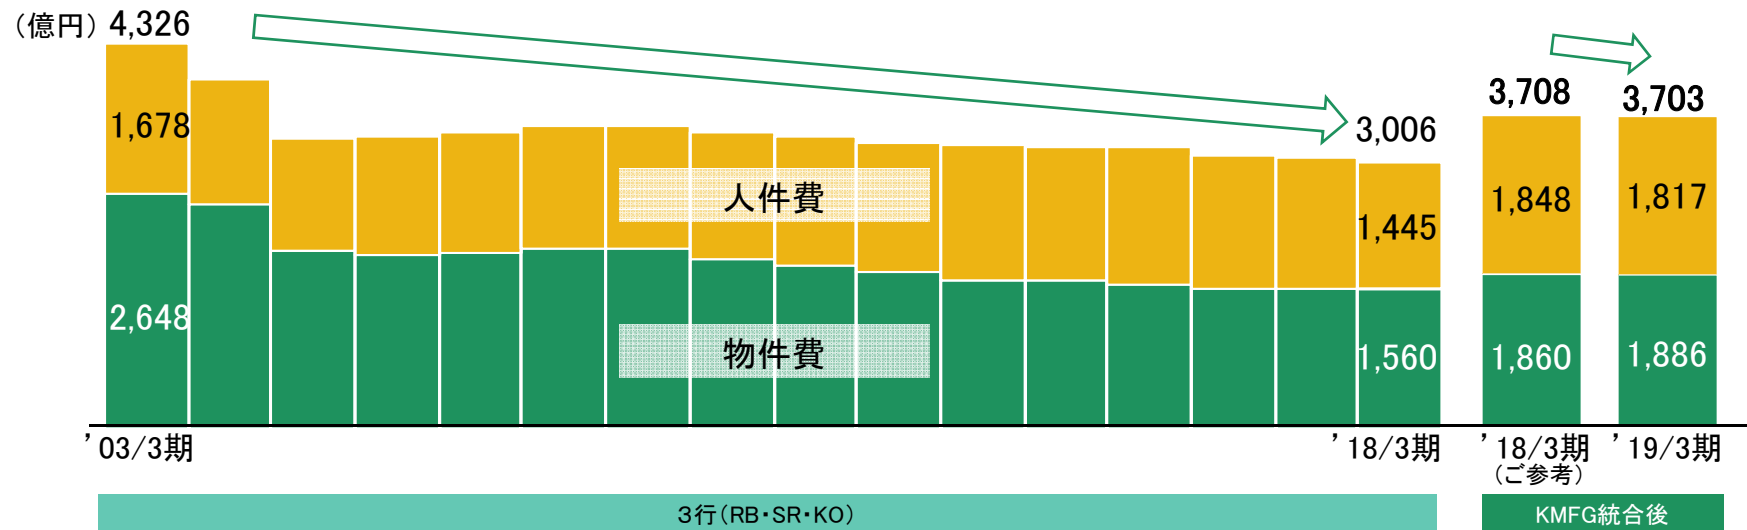 (億円) 4,326
1,678
2,648
人件費
物件費
3,006
1,445
1,560
3,708
1,848
1,860
3,703
1,817
1,886
’03/3期
’18/3期
’18/3期
(ご参考)
’19/3期
3行(RB・SR・KO)
KMFG統合後